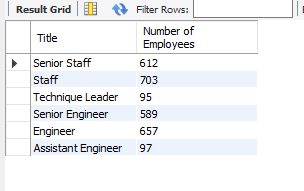 Result Grid Filter Rows:
Title Number of
Employees
Senior Staff 612
Staff 703
Technique Leader 95
Senior Engineer 589
Engineer 657
Assistant Engineer 97